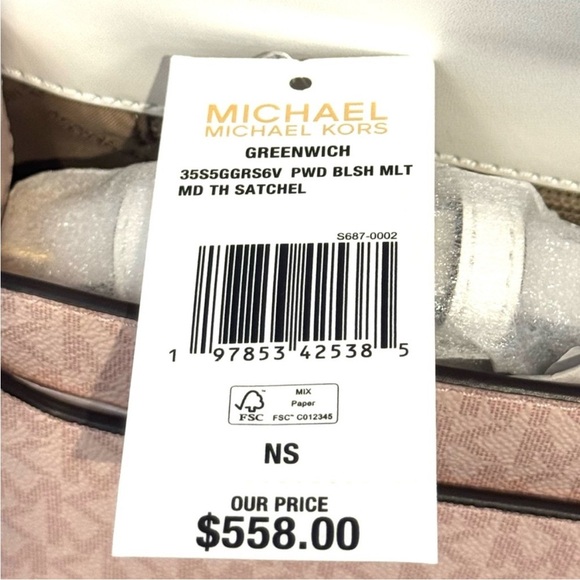 MICHAEL
MICHAEL KORS
GREENWICH
35S5GGRS6V PWD BLSH MLT
MD TH SATCHEL
S687-0002
1 97853 42538 5
FSC
MIX
Paper
FSC™ C012345
NS
OUR PRICE
$558.00